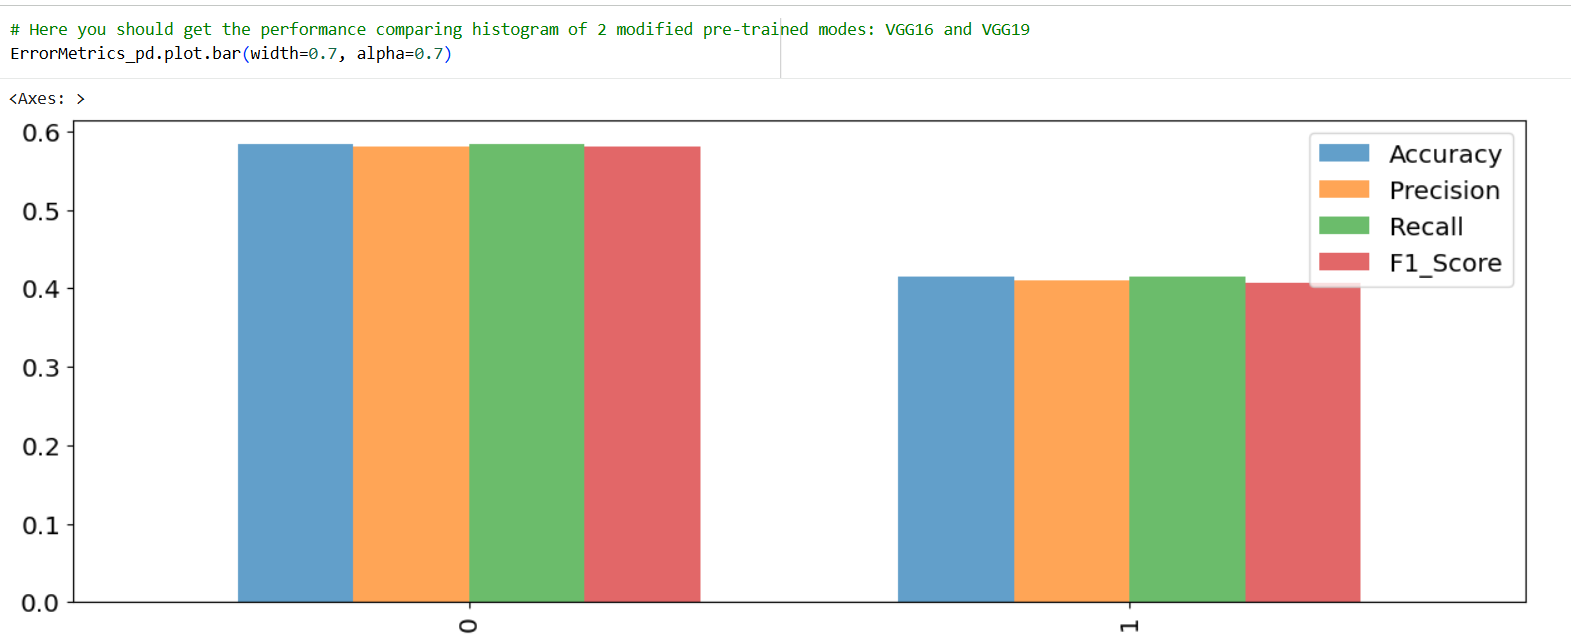 # Here you should get the performance comparing histogram of 2 modified pre-trained modes: VGG16 and VGG19
ErrorMetrics_pd.plot.bar(width=0.7, alpha=0.7)
<Axes: >
0.6
0.5
0.4
0.3
0.2
0.1
0.0
Accuracy
Precision
Recall
F1_Score
0
1